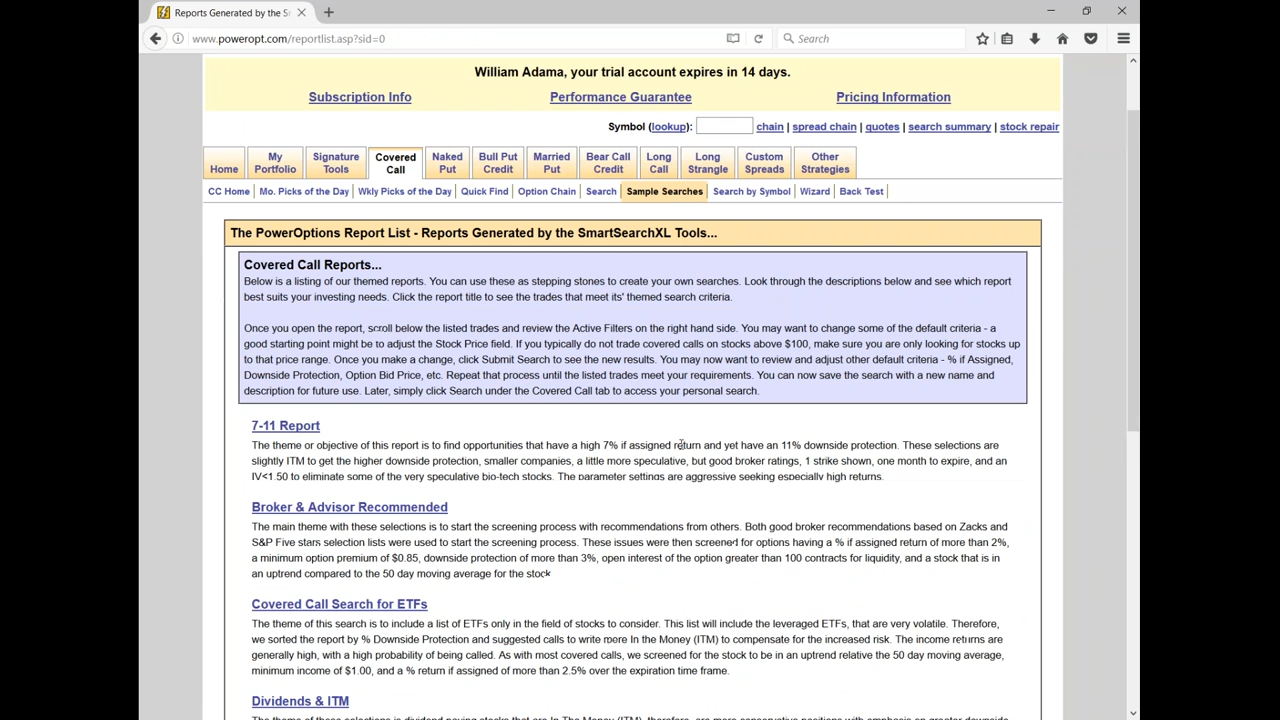 Reports Generated by the S
www.poweropt.com/reportlist.asp?sid=0
Search
William Adama, your trial account expires in 14 days.
Subscription Info Performance Guarantee Pricing Information
Symbol (lookup): chain | spread chain | quotes | search summary | stock repair
Home My Portfolio Signature Tools Covered Call Naked Put Bull Put Credit Married Put Bear Call Credit Long Call Long Strangle Custom Spreads Other Strategies
CC Home | Mo. Picks of the Day | Wkly Picks of the Day | Quick Find | Option Chain | Search | Sample Searches | Search by Symbol | Wizard | Back Test |
The PowerOptions Report List - Reports Generated by the SmartSearchXL Tools...
Covered Call Reports...
Below is a listing of our themed reports. You can use these as stepping stones to create your own searches. Look through the descriptions below and see which report
best suits your investing needs. Click the report title to see the trades that meet its' themed search criteria.
Once you open the report, scroll below the listed trades and review the Active Filters on the right hand side. You may want to change some of the default criteria - a
good starting point might be to adjust the Stock Price field. If you typically do not trade covered calls on stocks above $100, make sure you are only looking for stocks up
to that price range. Once you make a change, click Submit Search to see the new results. You may now want to review and adjust other default criteria - % if Assigned,
Downside Protection, Option Bid Price, etc. Repeat that process until the listed trades meet your requirements. You can now save the search with a new name and
description for future use. Later, simply click Search under the Covered Call tab to access your personal search.
7-11 Report
The theme or objective of this report is to find opportunities that have a high 7% if assigned return and yet have an 11% downside protection. These selections are
slightly ITM to get the higher downside protection, smaller companies, a little more speculative, but good broker ratings, 1 strike shown, one month to expire, and an
IV<1.50 to eliminate some of the very speculative bio-tech stocks. The parameter settings are aggressive seeking especially high returns.
Broker & Advisor Recommended
The main theme with these selections is to start the screening process with recommendations from others. Both good broker recommendations based on Zacks and
S&P Five stars selection lists were used to start the screening process. These issues were then screened for options having a % if assigned return of more than 2%,
a minimum option premium of $0.85, downside protection of more than 3%, open interest of the option greater than 100 contracts for liquidity, and a stock that is in
an uptrend compared to the 50 day moving average for the stock
Covered Call Search for ETFs
The theme of this search is to include a list of ETFs only in the field of stocks to consider. This list will include the leveraged ETFs, that are very volatile. Therefore,
we sorted the report by % Downside Protection and suggested calls to write more In the Money (ITM) to compensate for the increased risk. The income returns are
generally high, with a high probability of being called. As with most covered calls, we screened for the stock to be in an uptrend relative the 50 day moving average,
minimum income of $1.00, and a % return if assigned of more than 2.5% over the expiration time frame.
Dividends & ITM